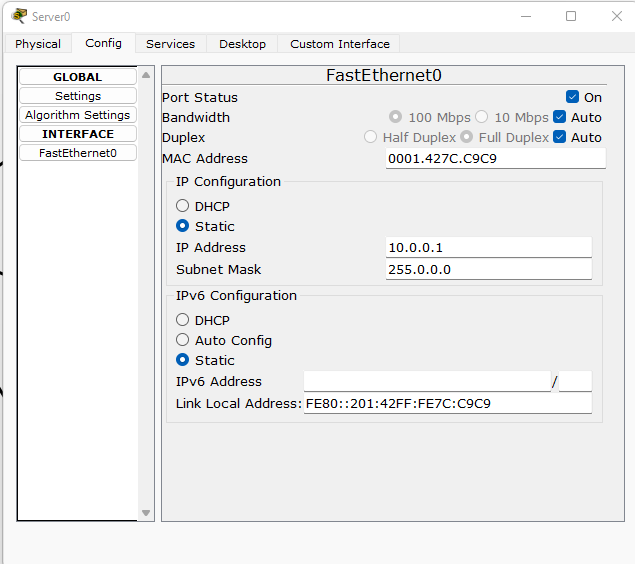 Server0
Physical Config Services Desktop Custom Interface
GLOBAL
Settings
Algorithm Settings
INTERFACE
FastEthernet0
FastEthernet0
Port Status On
Bandwidth 100 Mbps 10 Mbps Auto
Duplex Half Duplex Full Duplex Auto
MAC Address 0001.427C.C9C9
IP Configuration
DHCP
Static
IP Address 10.0.0.1
Subnet Mask 255.0.0.0
IPv6 Configuration
DHCP
Auto Config
Static
IPv6 Address /
Link Local Address: FE80::201:42FF:FE7C:C9C9